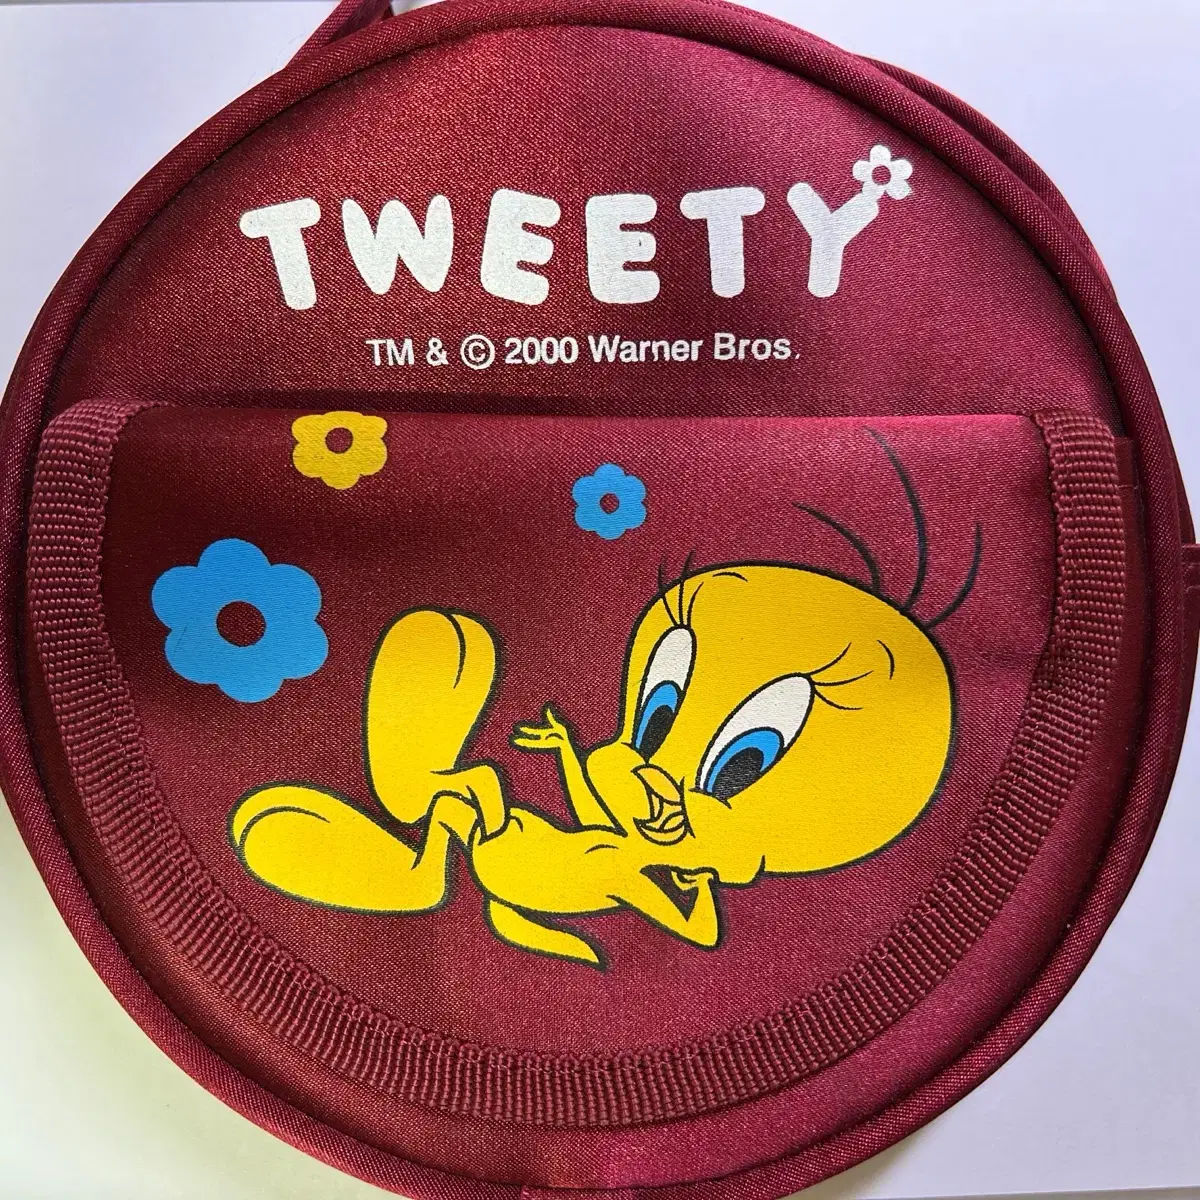 TWEETY
TM & © 2000 Warner Bros.